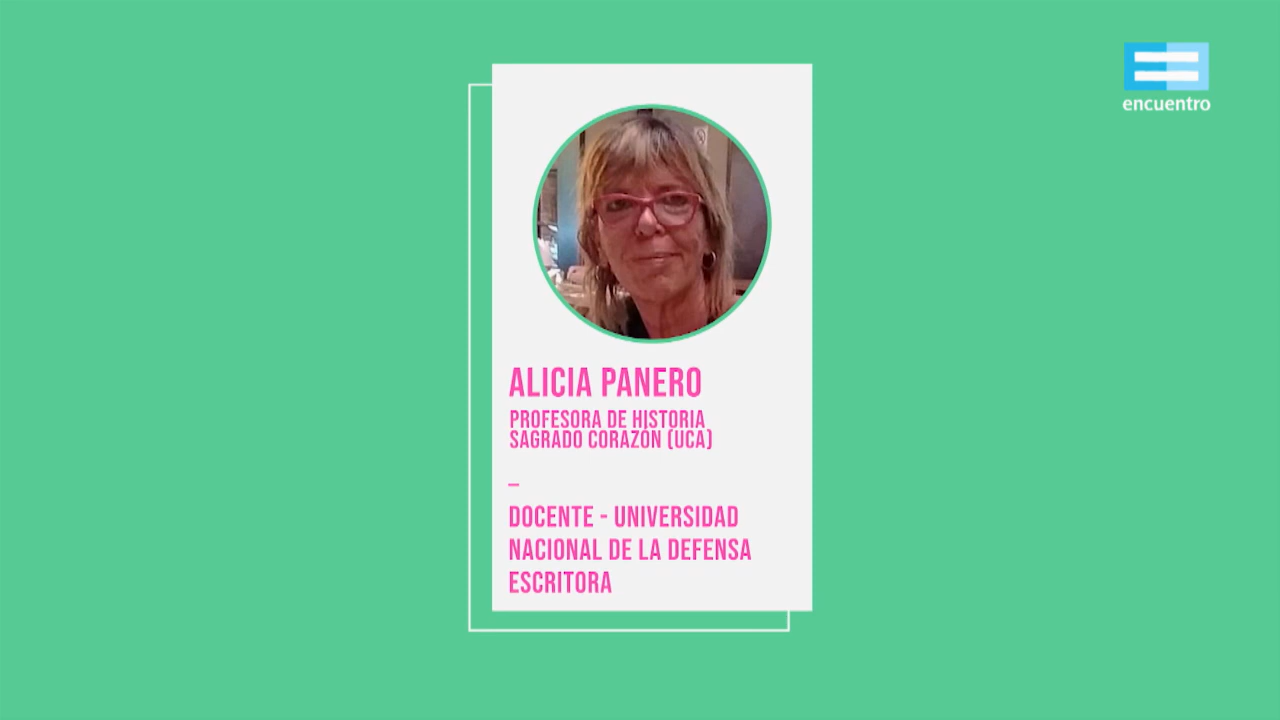 encuentro
ALICIA PANERO
PROFESORA DE HISTORIA
SAGRADO CORAZÓN (UCA)
–
DOCENTE - UNIVERSIDAD
NACIONAL DE LA DEFENSA
ESCRITORA